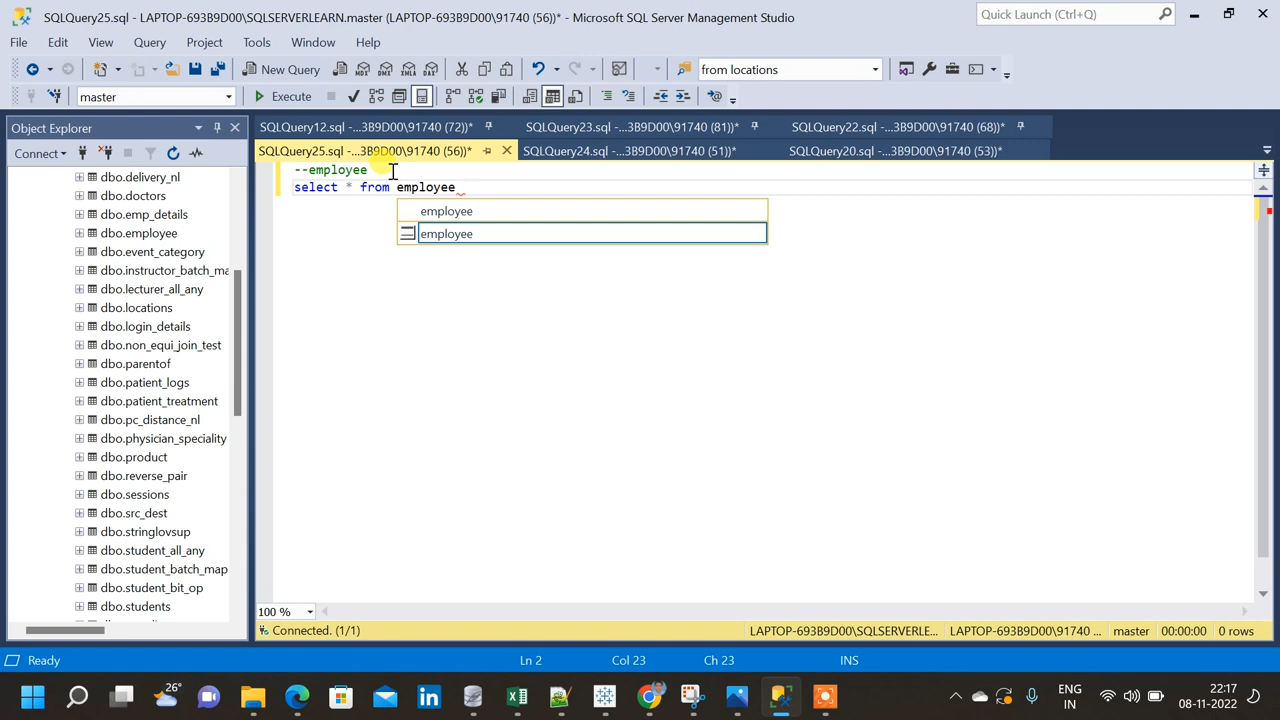 SQLQuery25.sql - LAPTOP-693B9D00\SQLSERVERLEARN.master (LAPTOP-693B9D00\91740 (56))* - Microsoft SQL Server Management Studio
Quick Launch (Ctrl+Q)
File Edit View Query Project Tools Window Help
New Query MDX DMX XMLA DAX from locations
master Execute
Object Explorer
Connect
SQLQuery12.sql -...3B9D00\91740 (72))* SQLQuery23.sql -...3B9D00\91740 (81))* SQLQuery22.sql -...3B9D00\91740 (68))*
SQLQuery25.sql -...3B9D00\91740 (56))* SQLQuery24.sql -...3B9D00\91740 (51))* SQLQuery20.sql -...3B9D00\91740 (53))*
dbo.delivery_nl
dbo.doctors
dbo.emp_details
dbo.employee
dbo.event_category
dbo.instructor_batch_ma
dbo.lecturer_all_any
dbo.locations
dbo.login_details
dbo.non_equi_join_test
dbo.parentof
dbo.patient_logs
dbo.patient_treatment
dbo.pc_distance_nl
dbo.physician_speciality
dbo.product
dbo.reverse_pair
dbo.sessions
dbo.src_dest
dbo.stringlovsup
dbo.student_all_any
dbo.student_batch_map
dbo.student_bit_op
dbo.students
--employee
select * from employee
employee
employee
100 %
Connected. (1/1) LAPTOP-693B9D00\SQLSERVERLE... LAPTOP-693B9D00\91740 ... master 00:00:00 0 rows
Ready Ln 2 Col 23 Ch 23 INS
26°
ENG
IN
22:17
08-11-2022